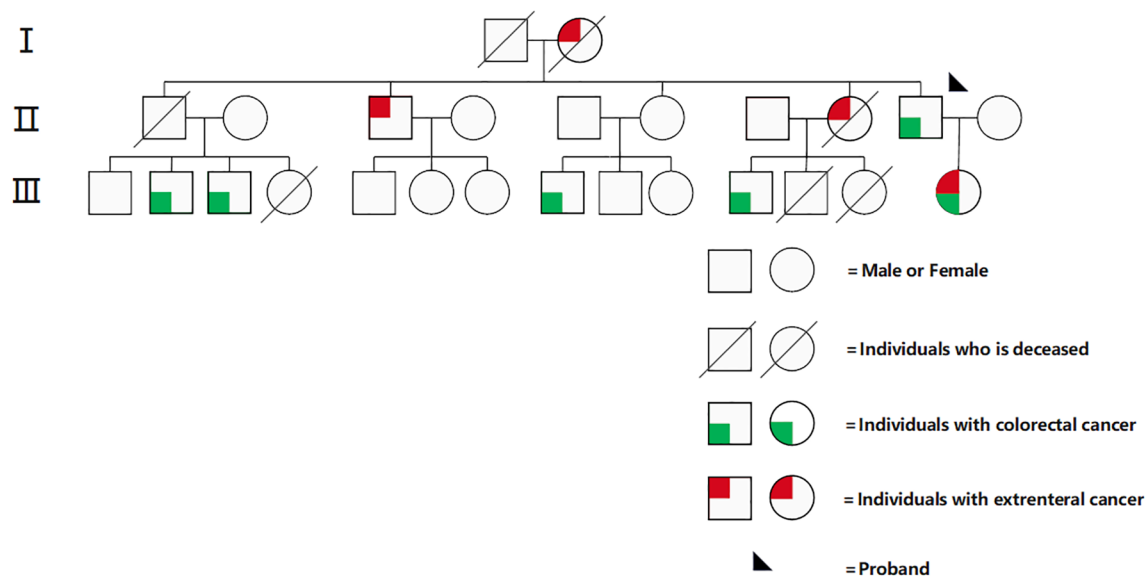 I
II
III
= Male or Female
= Individuals who is deceased
= Individuals with colorectal cancer
= Individuals with extrenteral cancer
= Proband